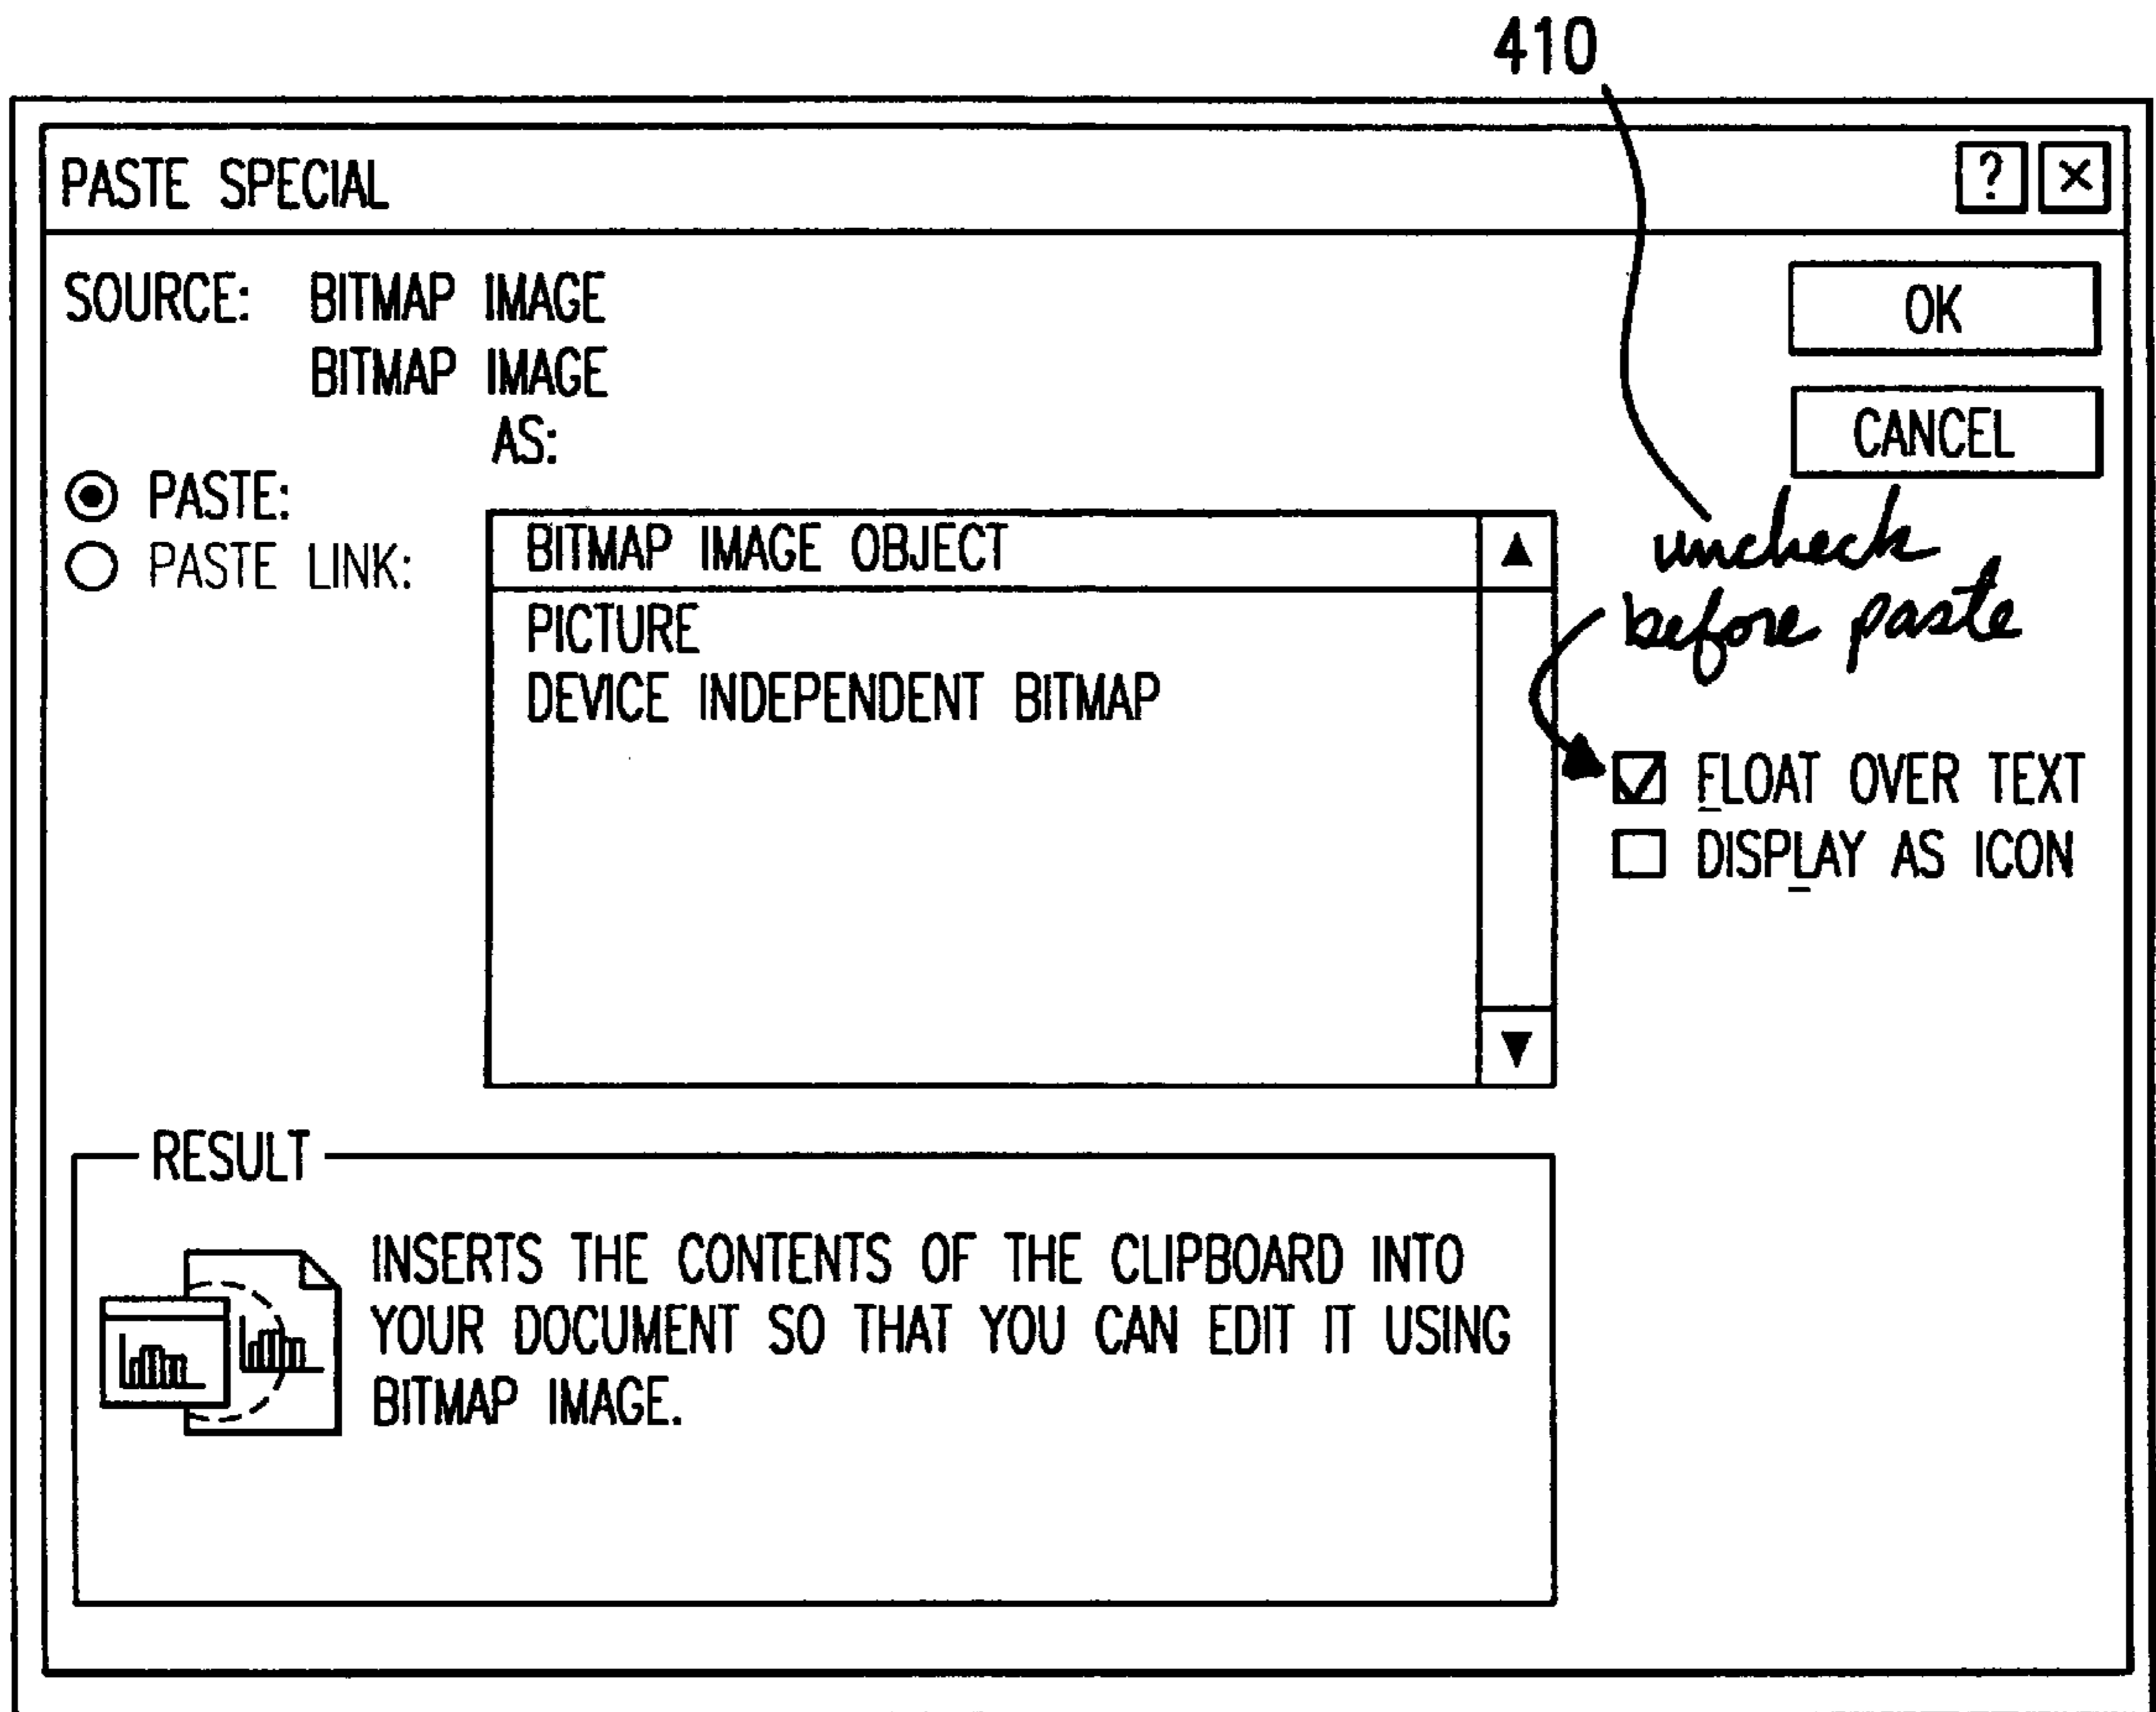 410
PASTE SPECIAL
?
SOURCE: BITMAP IMAGE
BITMAP IMAGE
AS:
OK
CANCEL
PASTE:
PASTE LINK:
BITMAP IMAGE OBJECT
PICTURE
DEVICE INDEPENDENT BITMAP
uncheck
before paste
FLOAT OVER TEXT
DISPLAY AS ICON
RESULT
INSERTS THE CONTENTS OF THE CLIPBOARD INTO
YOUR DOCUMENT SO THAT YOU CAN EDIT IT USING
BITMAP IMAGE.